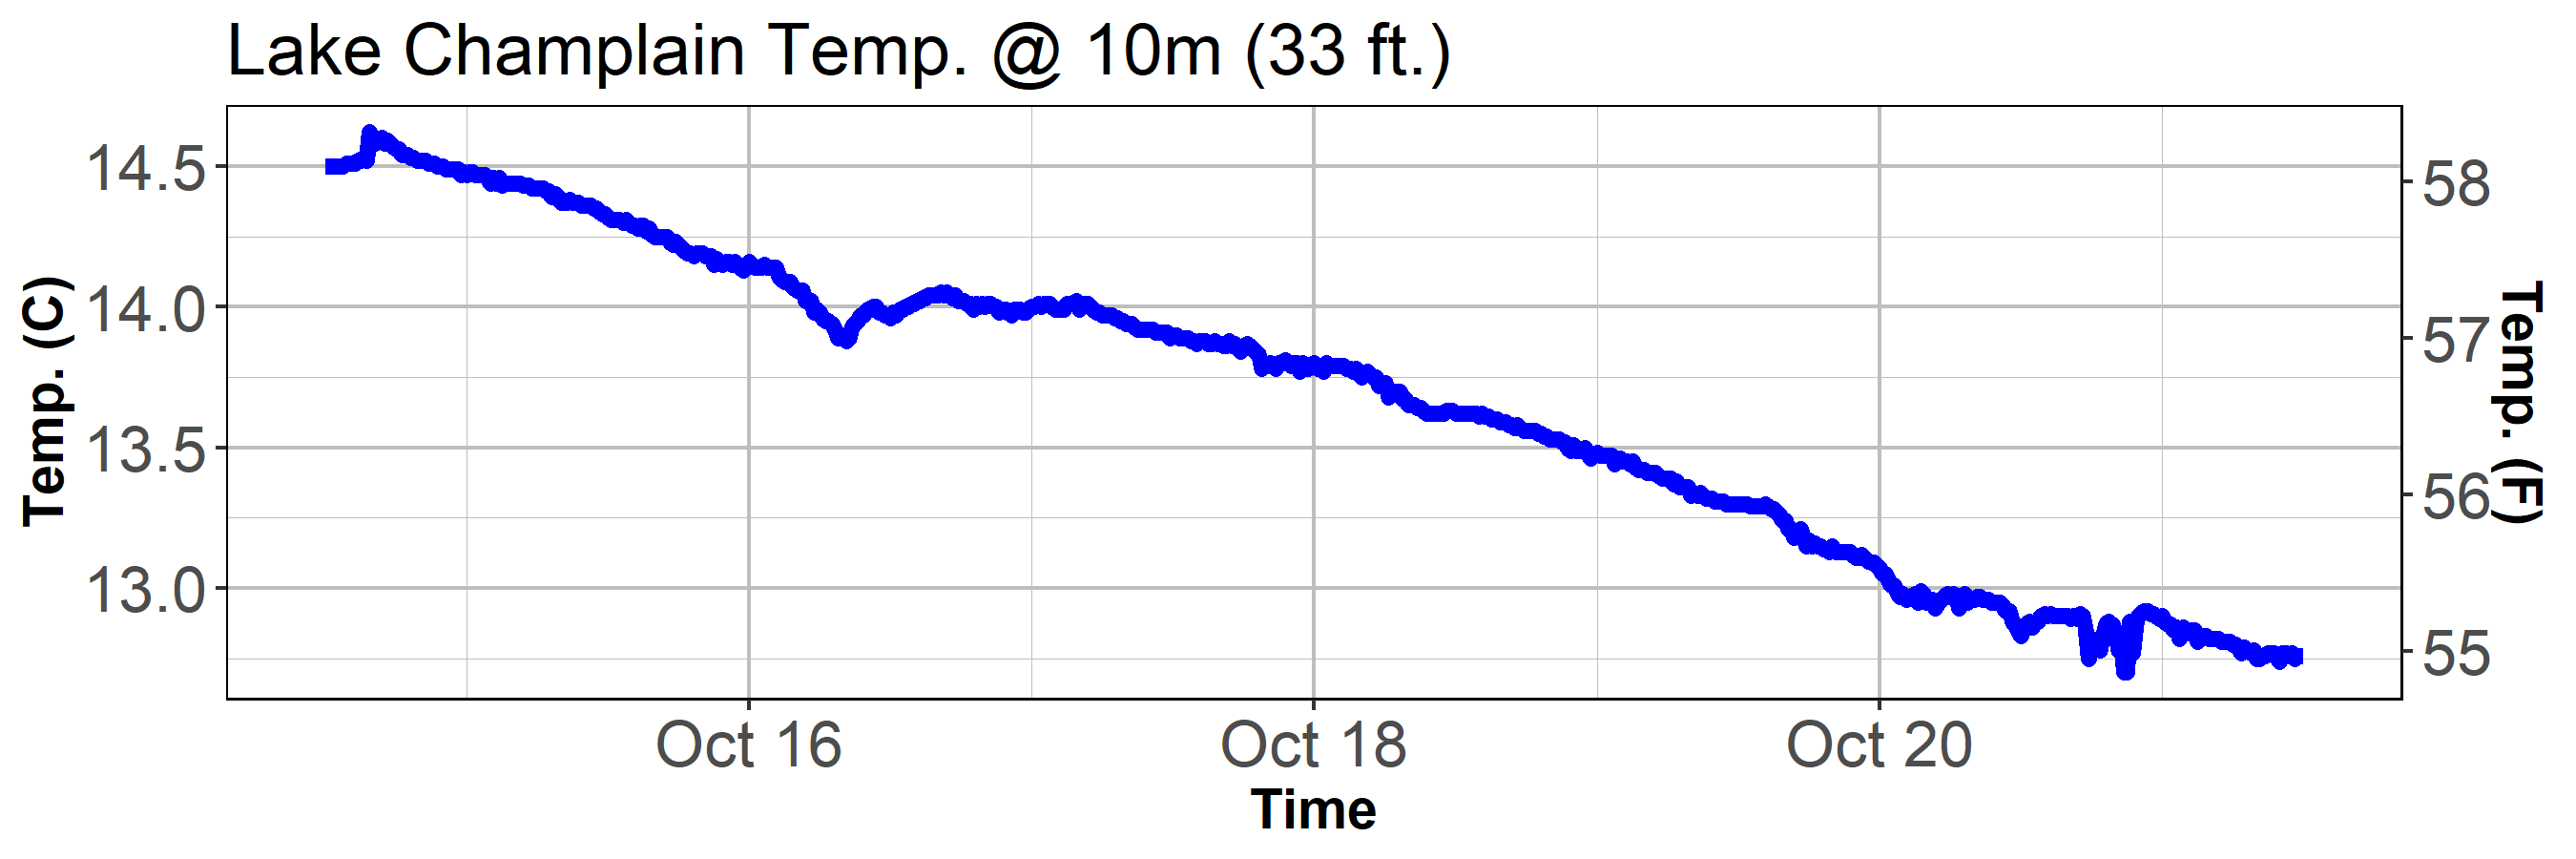 Lake Champlain Temp. @ 10m (33 ft.)
Temp. (C)
14.5
14.0
13.5
13.0
58
57
56
55
Temp. (F)
Oct 16
Oct 18
Oct 20
Time